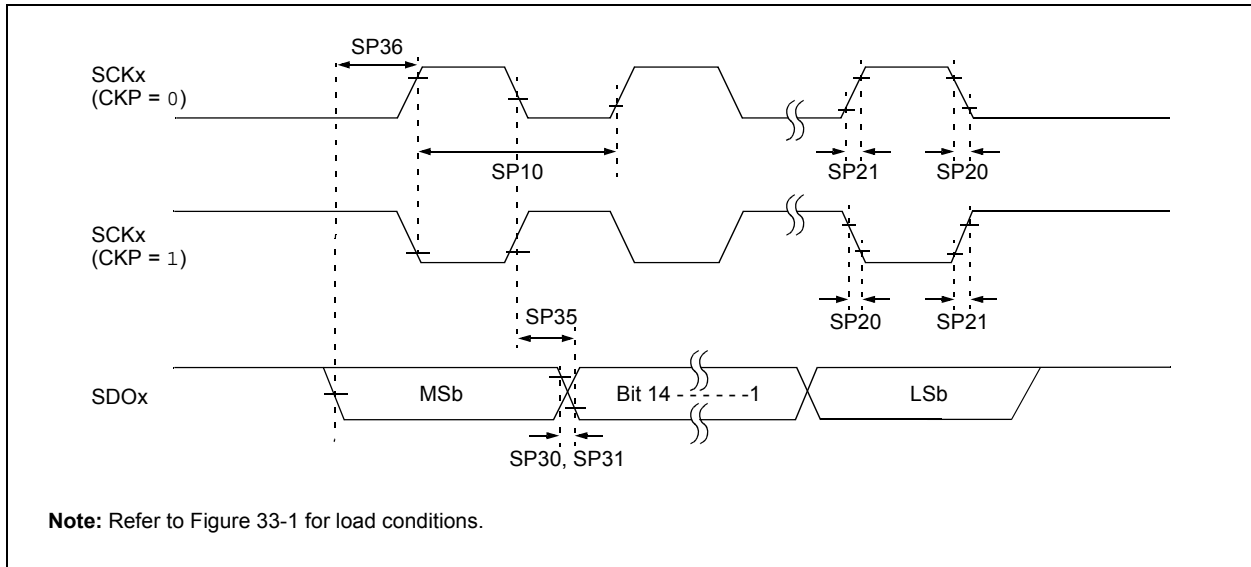 SP36
SCKx
(CKP = 0)
SP10
SP21
SP20
SCKx
(CKP = 1)
SP35
SP20
SP21
SDOx
MSb
Bit 14 - - - - - - -1
LSb
SP30, SP31
Note: Refer to Figure 33-1 for load conditions.